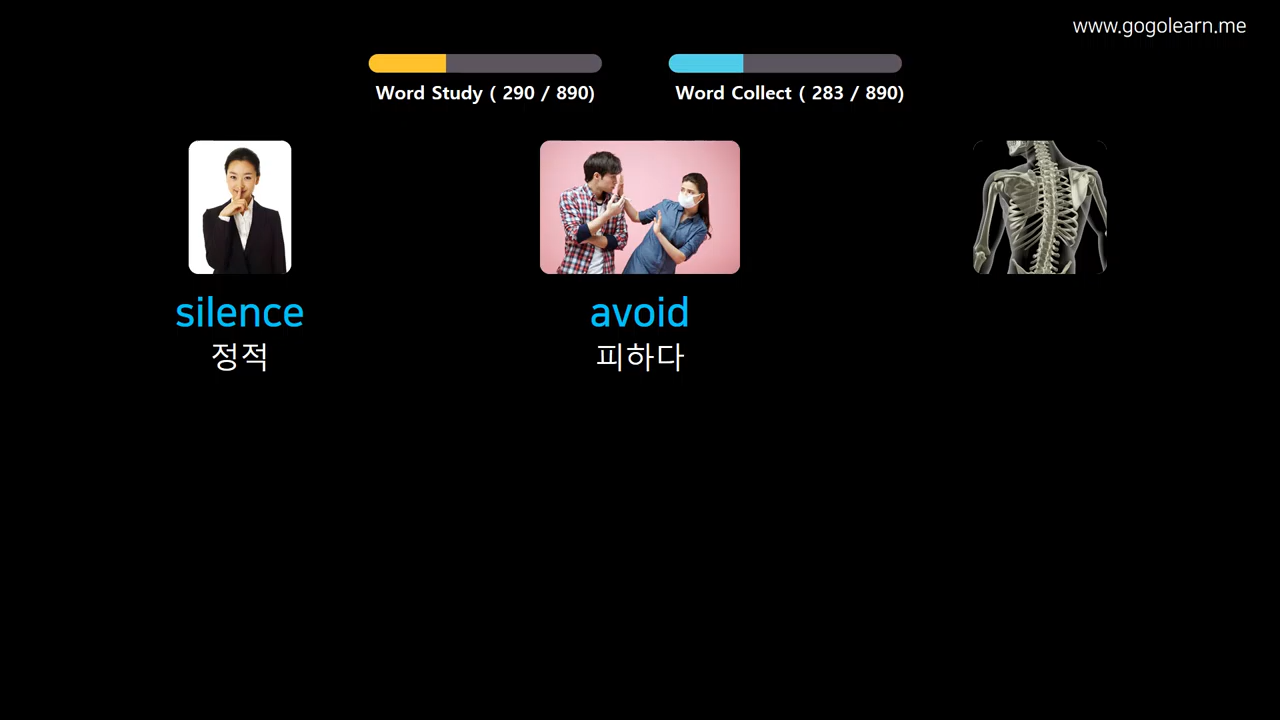 www.gogolearn.me
Word Study ( 290 / 890)
Word Collect ( 283 / 890)
silence
정적
avoid
피하다